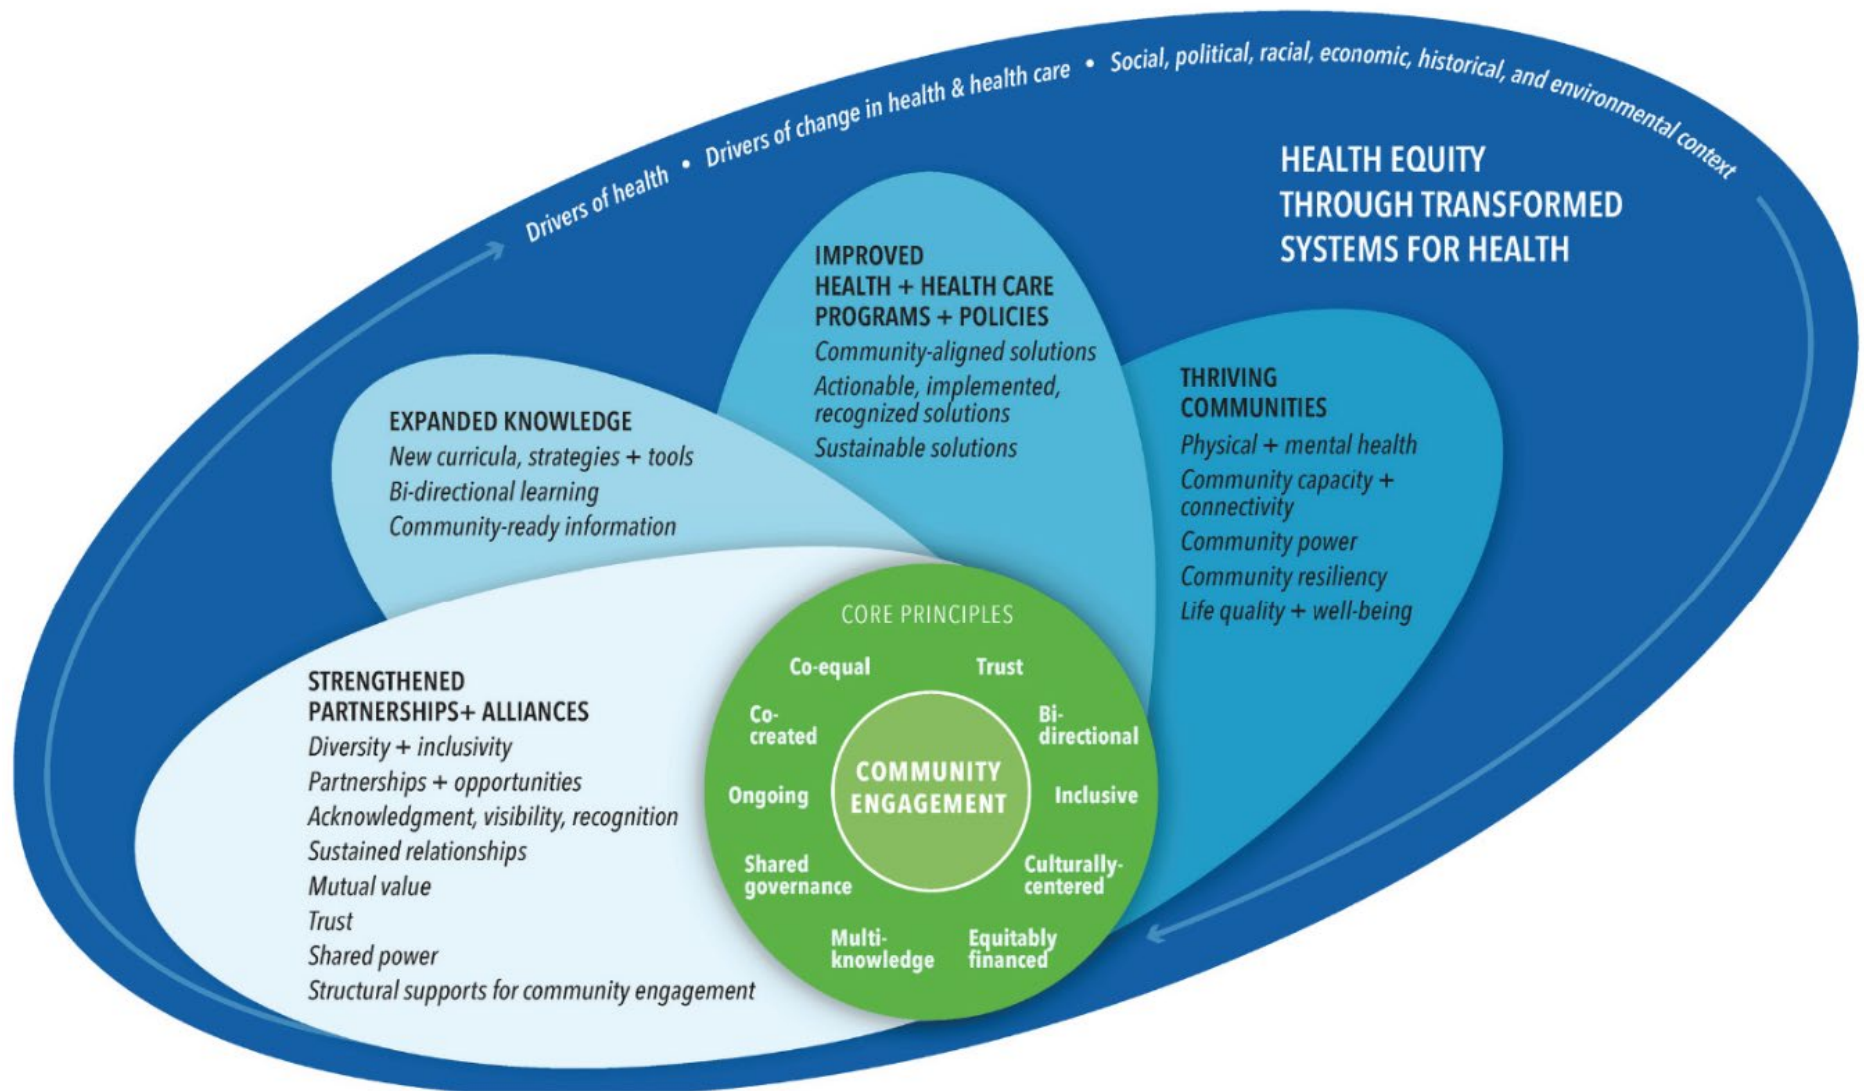 Drivers of health • Drivers of change in health & health care • Social, political, racial, economic, historical, and environmental context
HEALTH EQUITY
THROUGH TRANSFORMED
SYSTEMS FOR HEALTH
IMPROVED
HEALTH + HEALTH CARE
PROGRAMS + POLICIES
Community-aligned solutions
Actionable, implemented,
recognized solutions
Sustainable solutions
THRIVING
COMMUNITIES
Physical + mental health
Community capacity +
connectivity
Community power
Community resiliency
Life quality + well-being
EXPANDED KNOWLEDGE
New curricula, strategies + tools
Bi-directional learning
Community-ready information
STRENGTHENED
PARTNERSHIPS+ ALLIANCES
Diversity + inclusivity
Partnerships + opportunities
Acknowledgment, visibility, recognition
Sustained relationships
Mutual value
Trust
Shared power
Structural supports for community engagement
CORE PRINCIPLES
Co-equal
Trust
Co-
created
Bi-
directional
Ongoing
COMMUNITY
ENGAGEMENT
Inclusive
Shared
governance
Culturally-
centered
Multi-
knowledge
Equitably
financed